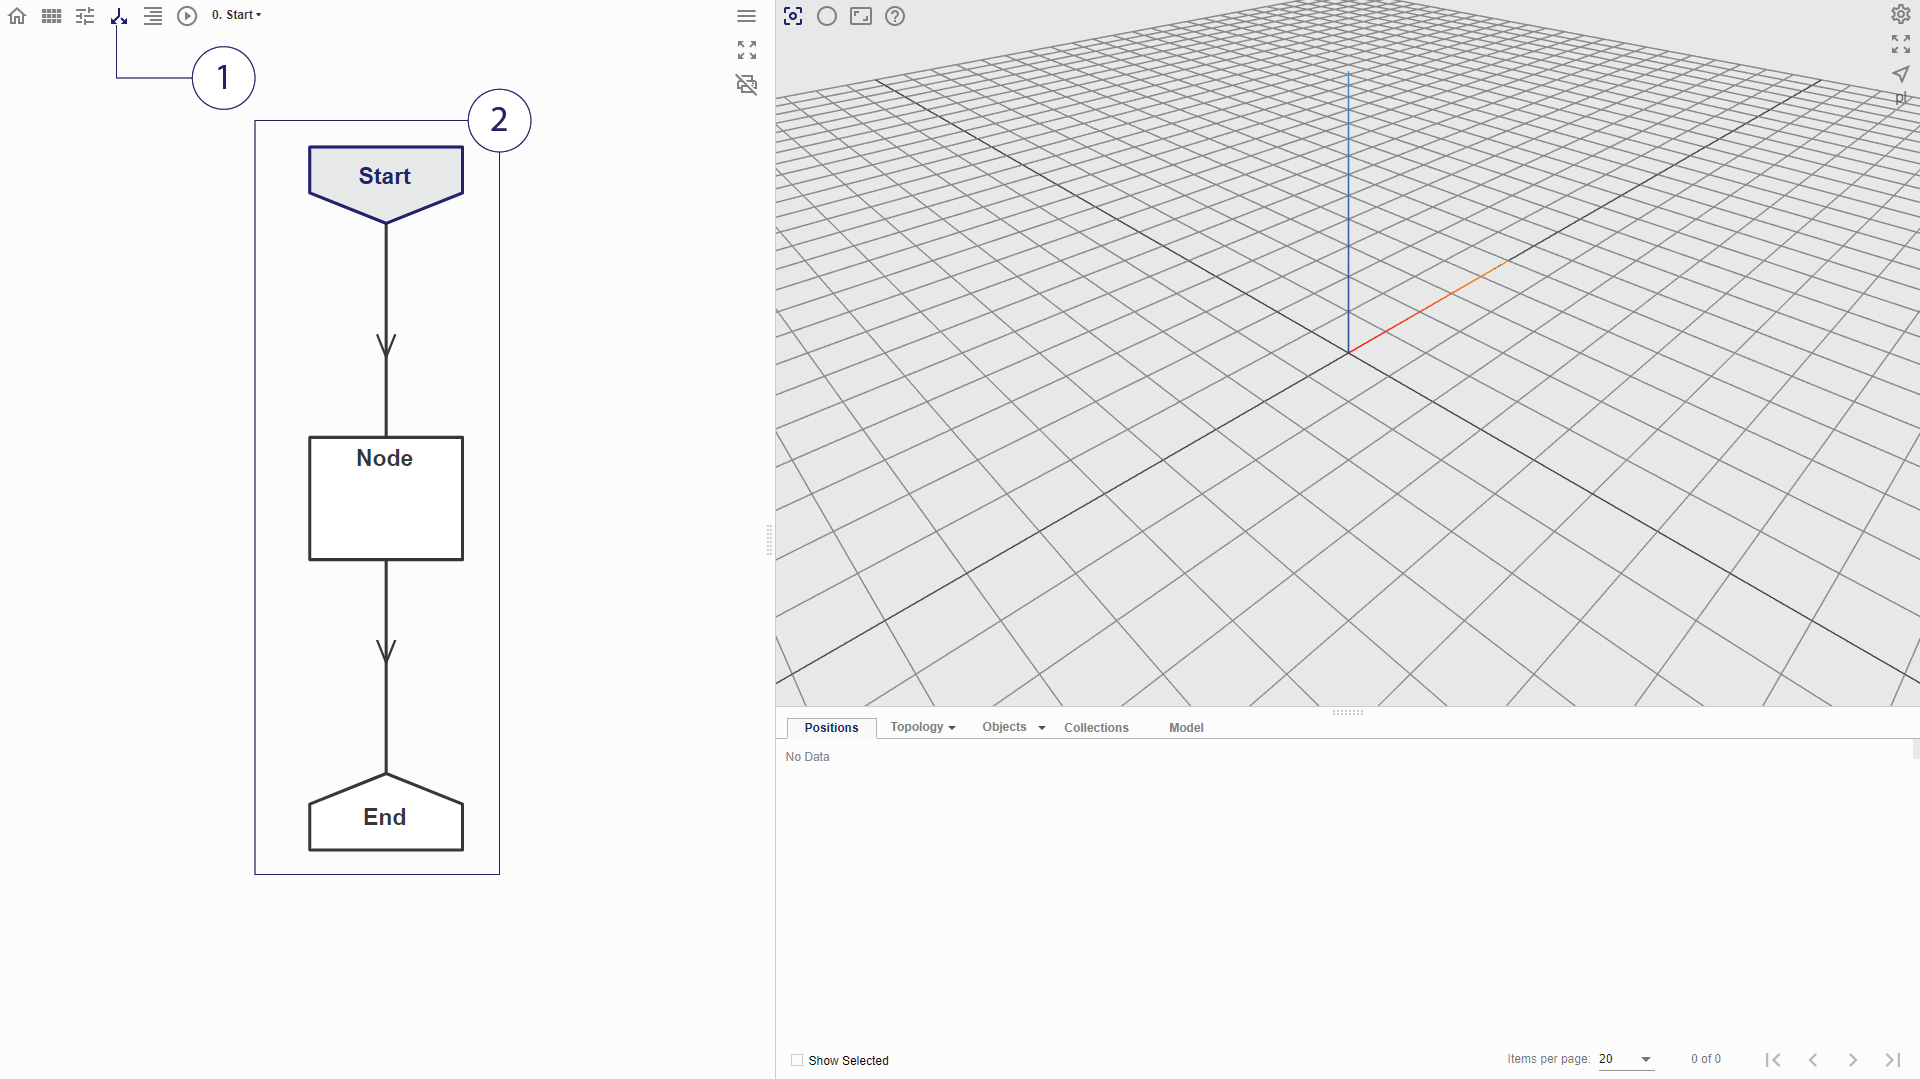 0. Start
1
2
Start
Node
End
pl
Positions Topology Objects Collections Model
No Data
Show Selected
Items per page: 20 0 of 0